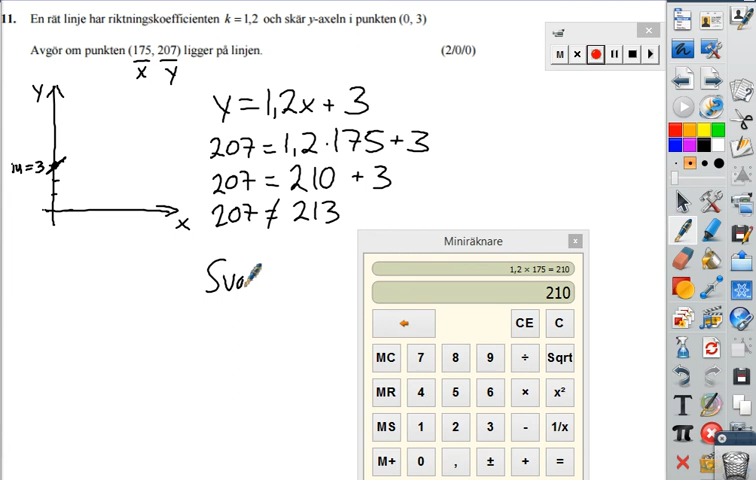 11. En rät linje har riktningskoefficienten k = 1,2 och skär y-axeln i punkten (0, 3)
Avgör om punkten (175, 207) ligger på linjen. (2/0/0)
x y
y
m=3
x
y = 1,2x + 3
207 = 1,2 · 175 + 3
207 = 210 + 3
207 ≠ 213
Sva
M
Miniräknare x
1,2 × 175 = 210
210
CE C
MC 7 8 9 ÷ Sqrt
MR 4 5 6 × x²
MS 1 2 3 - 1/x
M+ 0 , ± + =
T
π